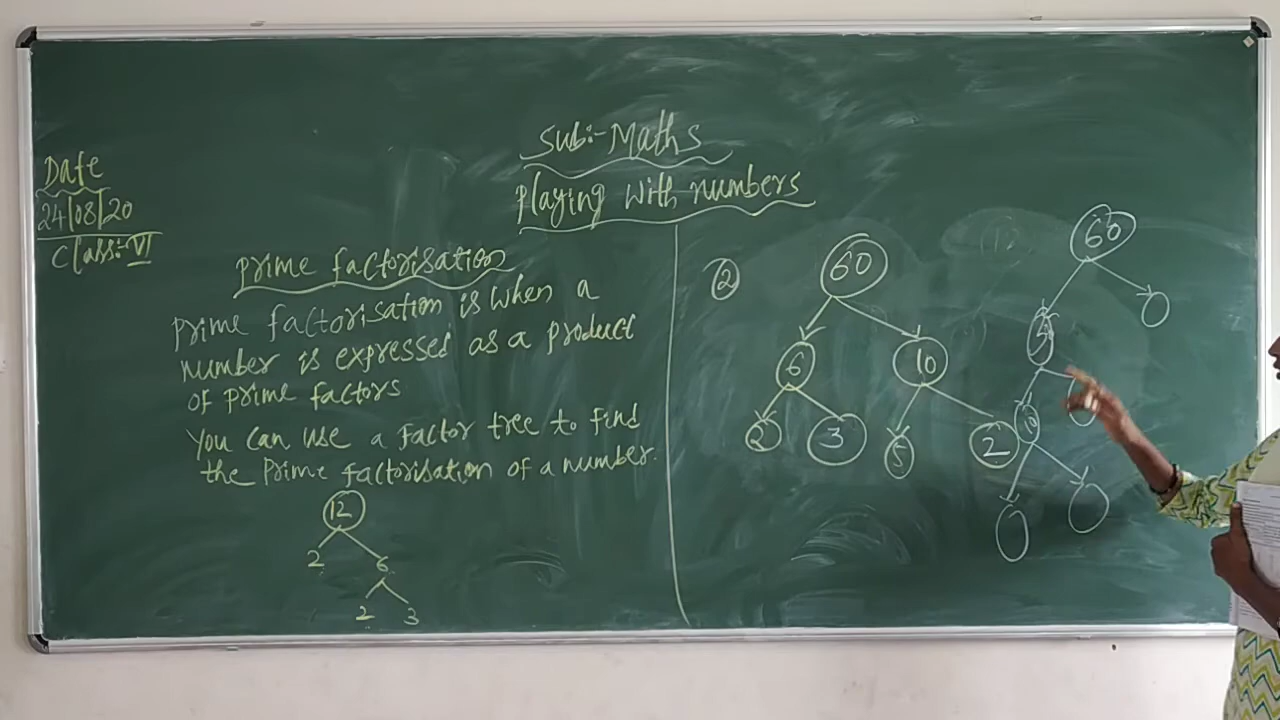 Sub:- Maths
Playing with numbers
Date
24/08/20
Class:- VI
Prime factorisation
Prime factorisation is when a
number is expressed as a product
of prime factors
You can use a factor tree to find
the prime factorisation of a number.
12
2 6
2 3
2
60
6 10
2 3 5 2
60
10